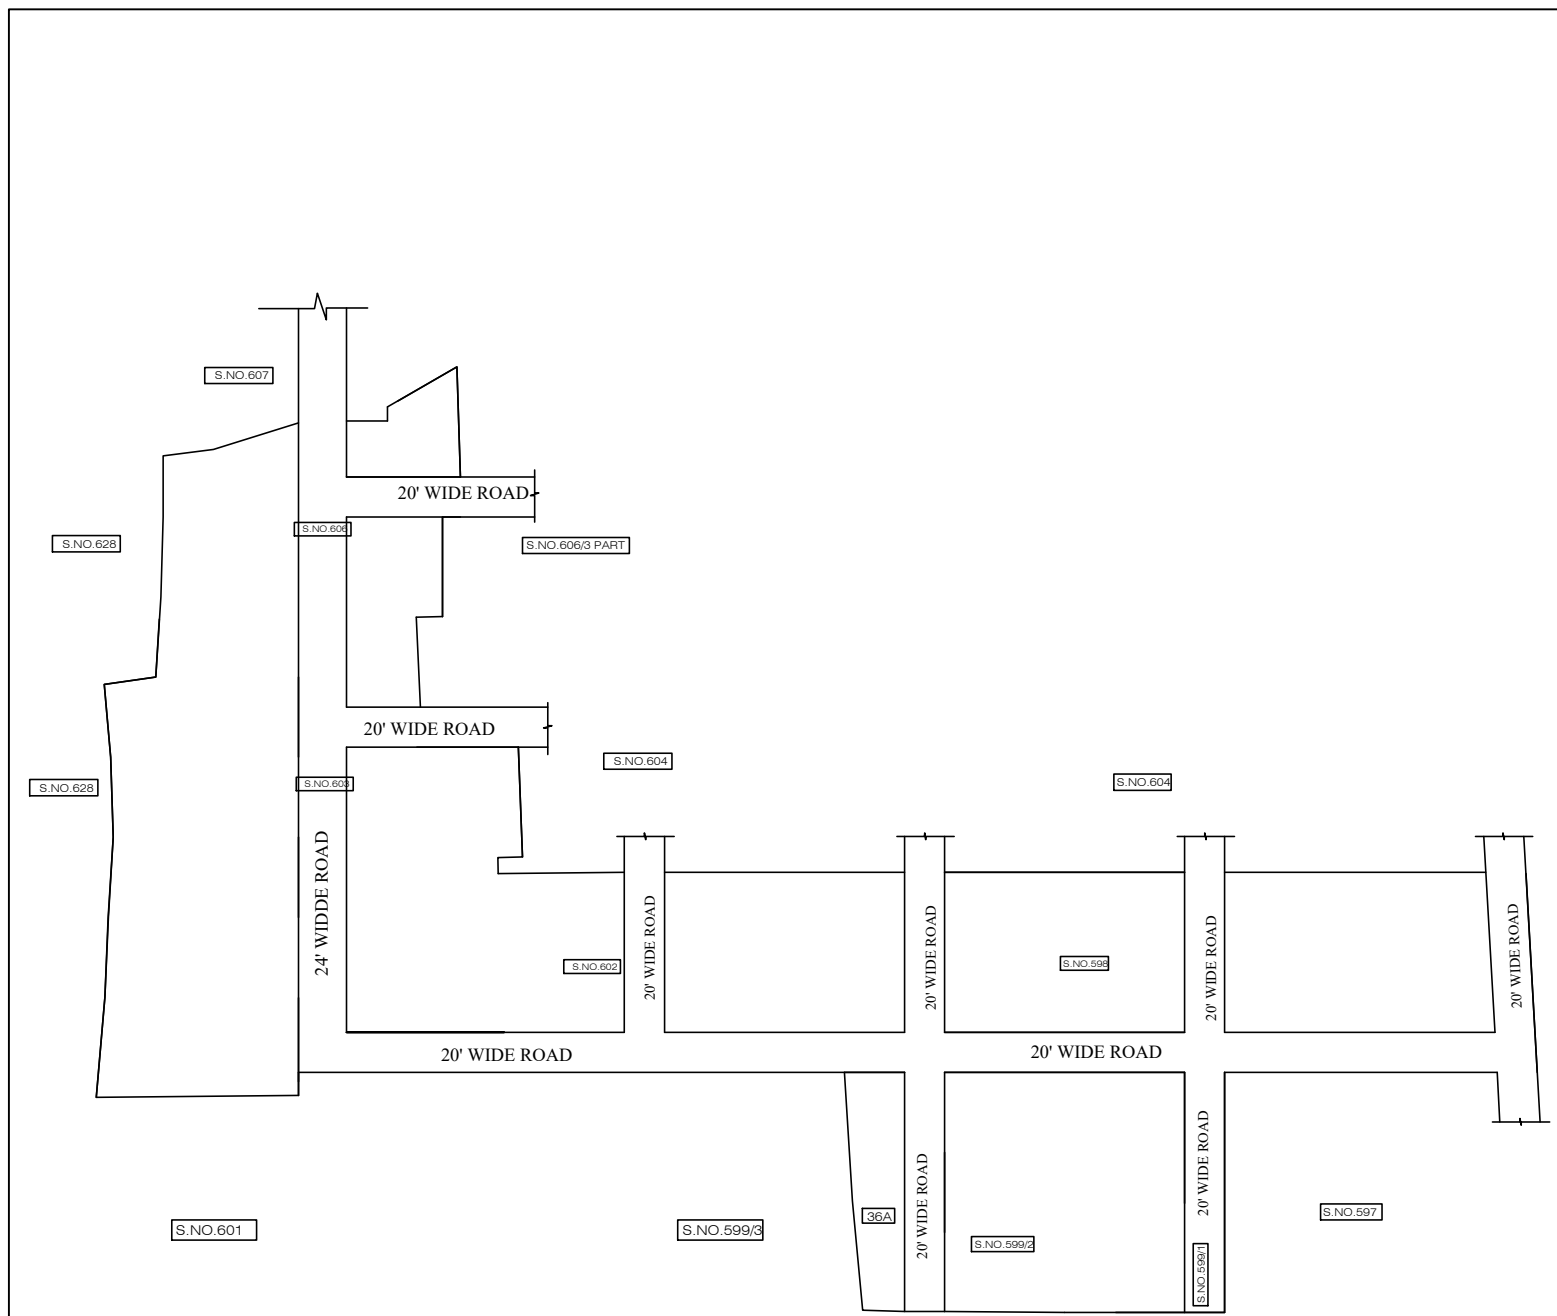 S.NO.607
20' WIDE ROAD
S.NO.606
S.NO.628
S.NO.606/3 PART
20' WIDE ROAD
S.NO.604
S.NO.604
S.NO.628
S.NO.603
24' WIDDE ROAD
20' WIDE ROAD
20' WIDE ROAD
20' WIDE ROAD
20' WIDE ROAD
S.NO.602
S.NO.598
20' WIDE ROAD
20' WIDE ROAD
20' WIDE ROAD
20' WIDE ROAD
36A
S.NO.597
S.NO.601
S.NO.599/3
S.NO.599/2
S.NO.599/1